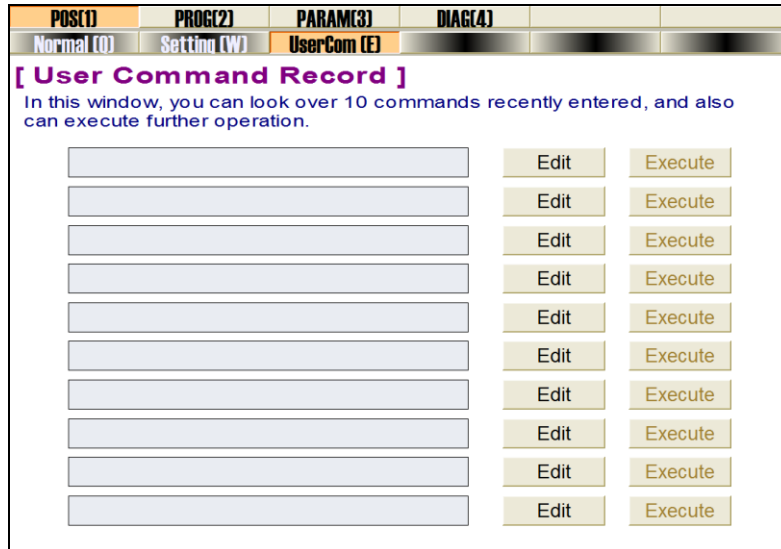 POS(1) PROG(2) PARAM(3) DIAG(4)
Normal (Q) Setting (W) UserCom (E)
[ User Command Record ]
In this window, you can look over 10 commands recently entered, and also
can execute further operation.
Edit Execute
Edit Execute
Edit Execute
Edit Execute
Edit Execute
Edit Execute
Edit Execute
Edit Execute
Edit Execute
Edit Execute